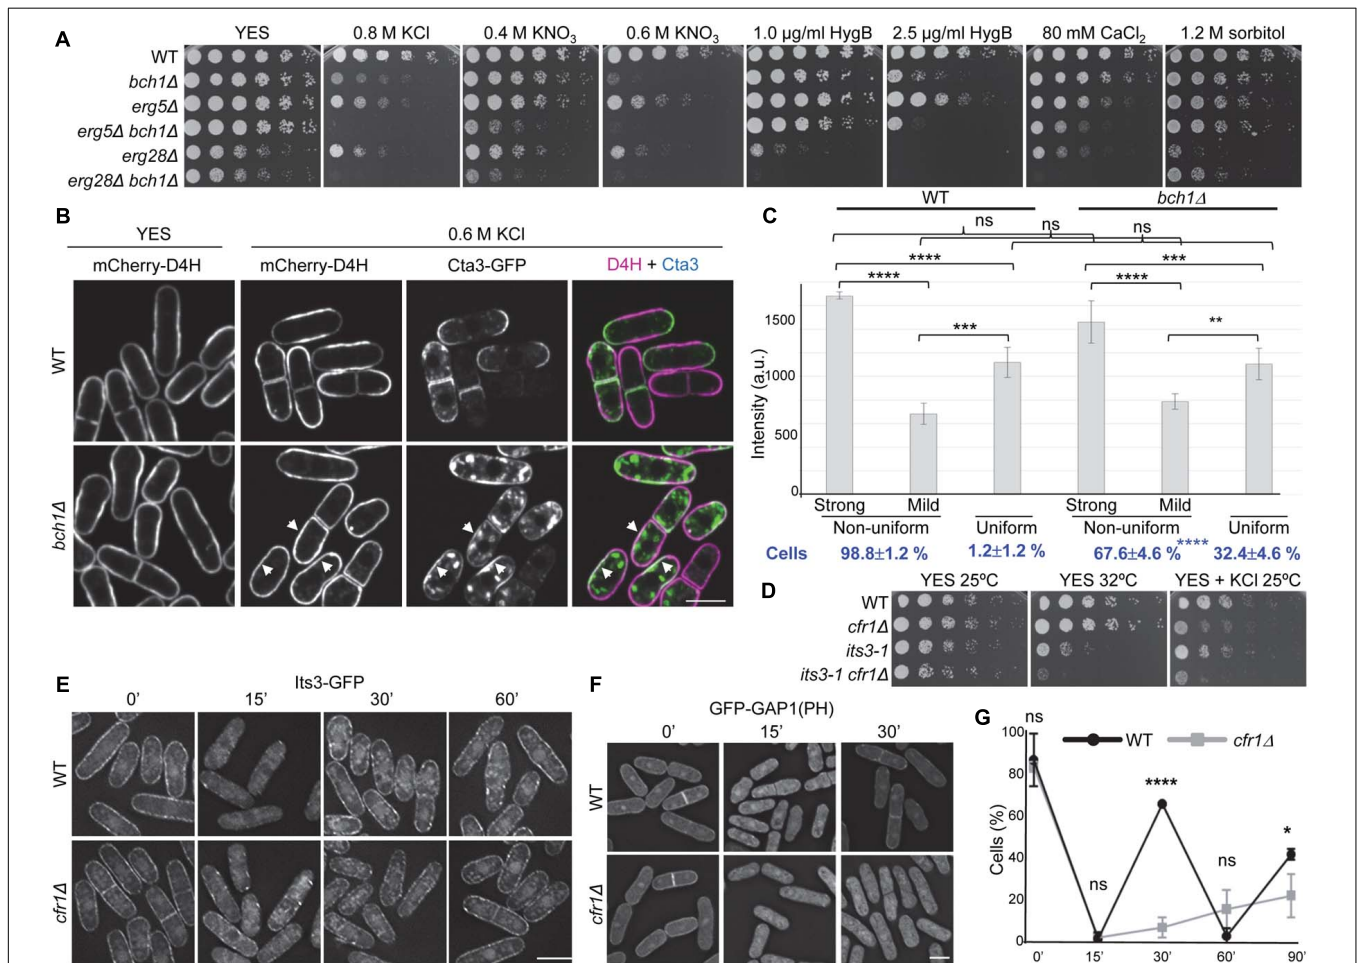 A
YES 0.8 M KCl 0.4 M KNO3 0.6 M KNO3 1.0 µg/ml HygB 2.5 µg/ml HygB 80 mM CaCl2 1.2 M sorbitol
WT
bch1Δ
erg5Δ
erg5Δ bch1Δ
erg28Δ
erg28Δ bch1Δ
B
YES 0.6 M KCl
mCherry-D4H mCherry-D4H Cta3-GFP D4H + Cta3
WT
bch1Δ
C
WT bch1Δ
ns ns ns
**** ***
**** ****
*** **
Intensity (a.u.)
1500
1000
500
0
Strong Mild Strong Mild
Non-uniform Uniform Non-uniform Uniform
Cells 98.8±1.2 % 1.2±1.2 % 67.6±4.6 % **** 32.4±4.6 %
D
YES 25ºC YES 32ºC YES + KCl 25ºC
WT
cfr1Δ
its3-1
its3-1 cfr1Δ
E
Its3-GFP
0’ 15’ 30’ 60’
WT
cfr1Δ
F
GFP-GAP1(PH)
0’ 15’ 30’
WT
cfr1Δ
G
ns
WT cfr1Δ
****
*
ns
ns
Cells (%)
100
80
60
40
20
0
0’ 15’ 30’ 60’ 90’